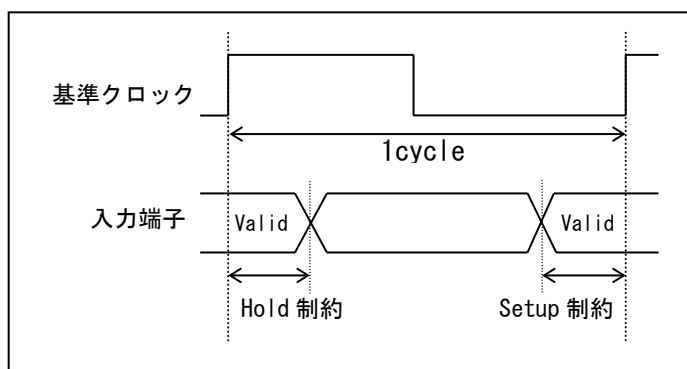 基準クロック
1cycle
入力端子
Valid
Valid
Hold 制約
Setup 制約